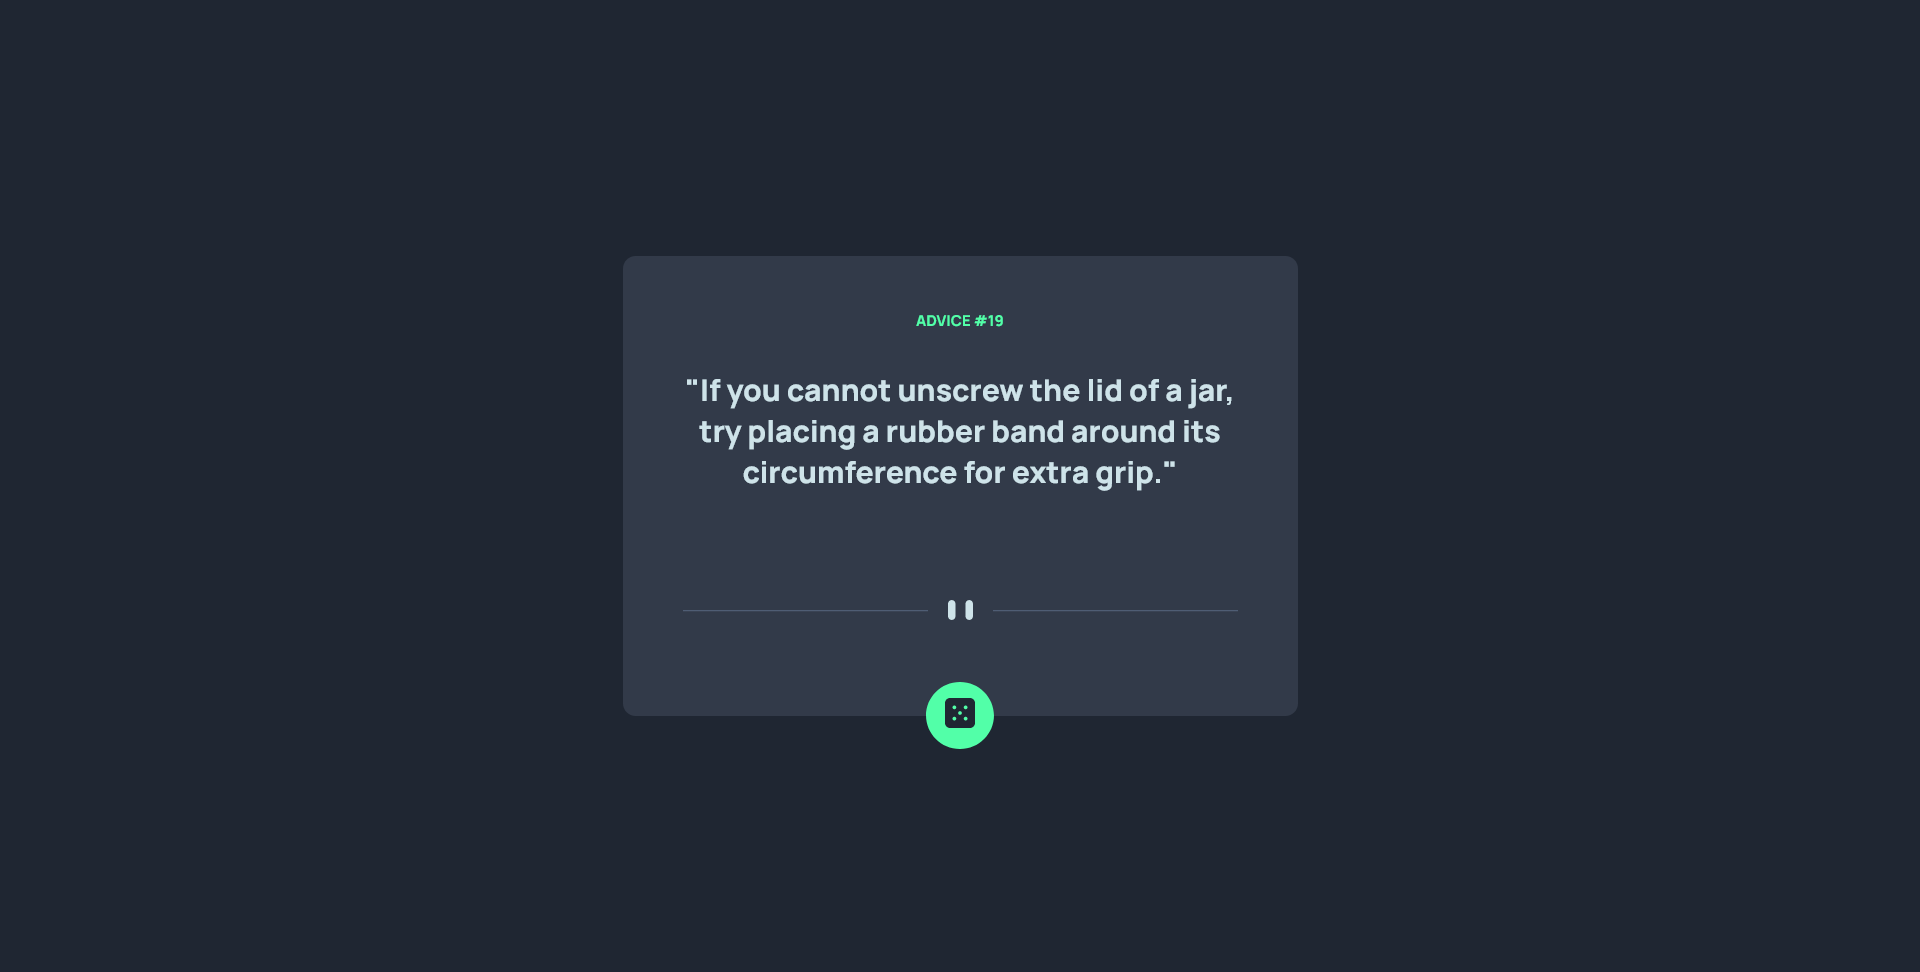 ADVICE #19
"If you cannot unscrew the lid of a jar,
try placing a rubber band around its
circumference for extra grip."